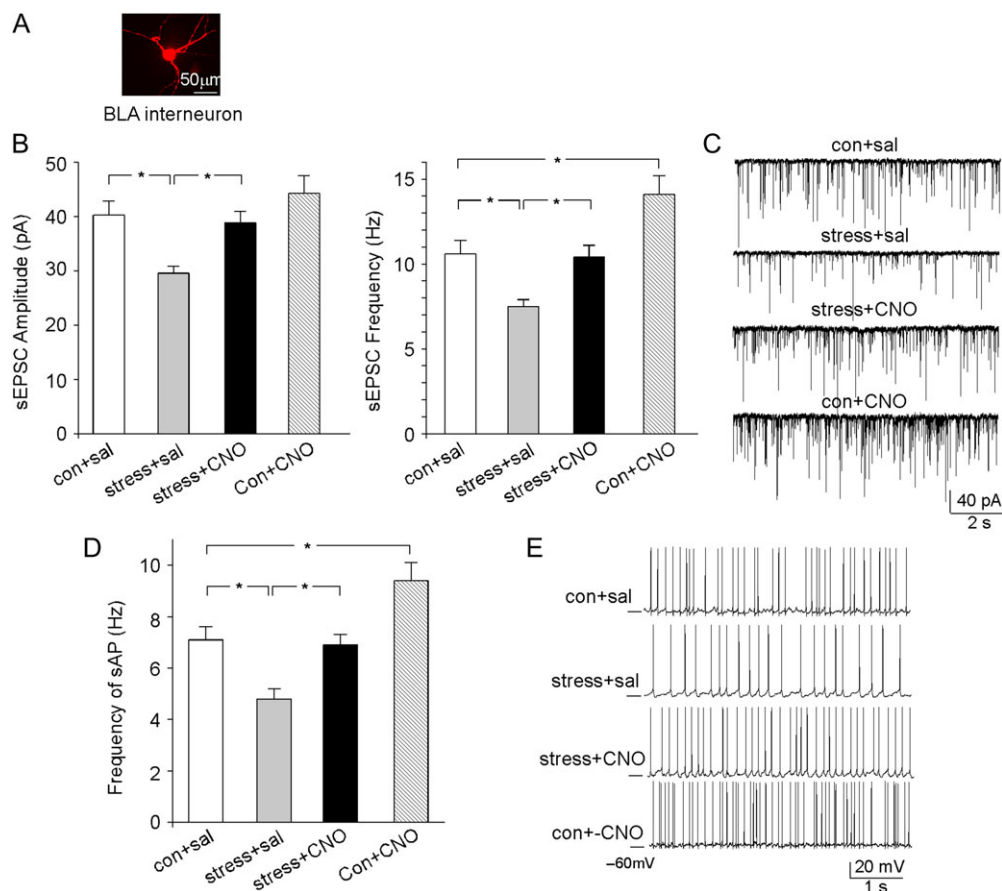 A
50μm
BLA interneuron
B
50
40
30
20
10
0
sEPSC Amplitude (pA)
* *
con+sal
stress+sal
stress+CNO
Con+CNO
15
10
5
0
sEPSC Frequency (Hz)
*
* *
con+sal
stress+sal
stress+CNO
Con+CNO
C
con+sal
stress+sal
stress+CNO
con+CNO
40 pA
2 s
D
10
8
6
4
2
0
Frequency of sAP (Hz)
*
* *
con+sal
stress+sal
stress+CNO
Con+CNO
E
con+sal
stress+sal
stress+CNO
con+-CNO
–60mV
20 mV
1 s